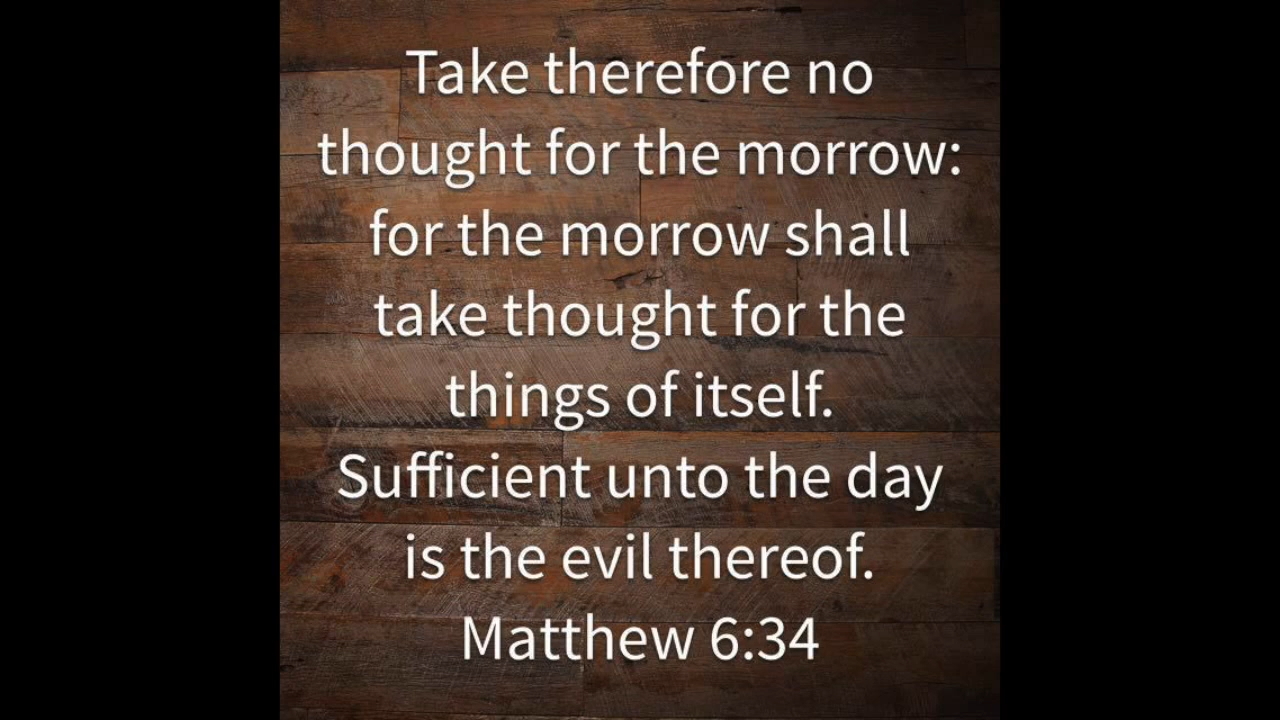 Take therefore no
thought for the morrow:
for the morrow shall
take thought for the
things of itself.
Sufficient unto the day
is the evil thereof.
Matthew 6:34